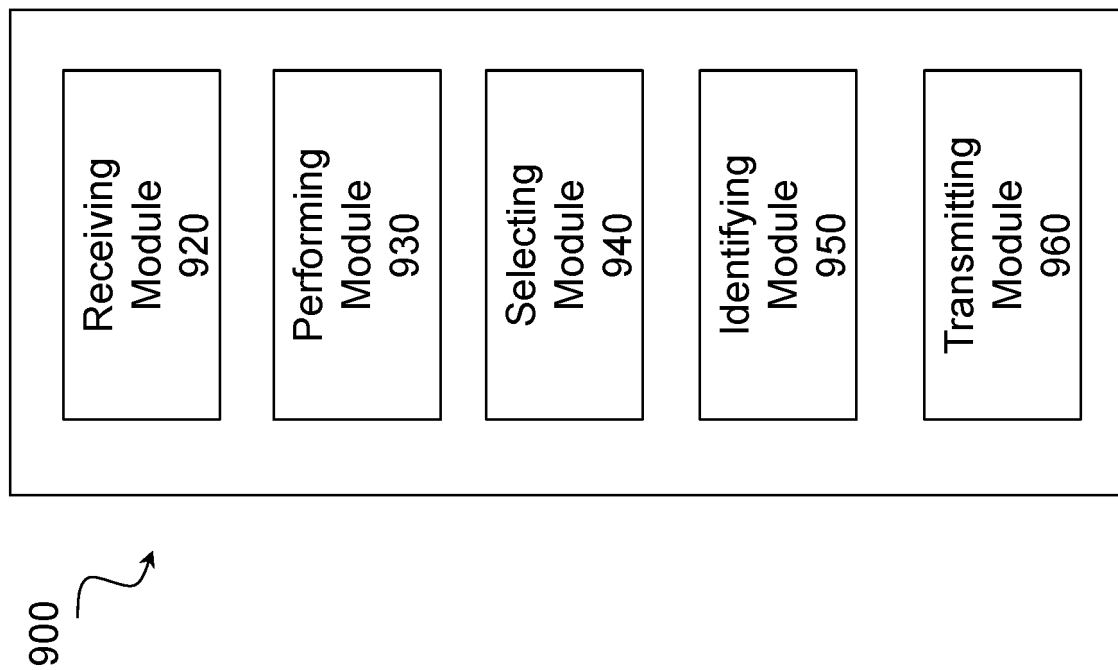 900
Receiving
Module
920
Performing
Module
930
Selecting
Module
940
Identifying
Module
950
Transmitting
Module
960